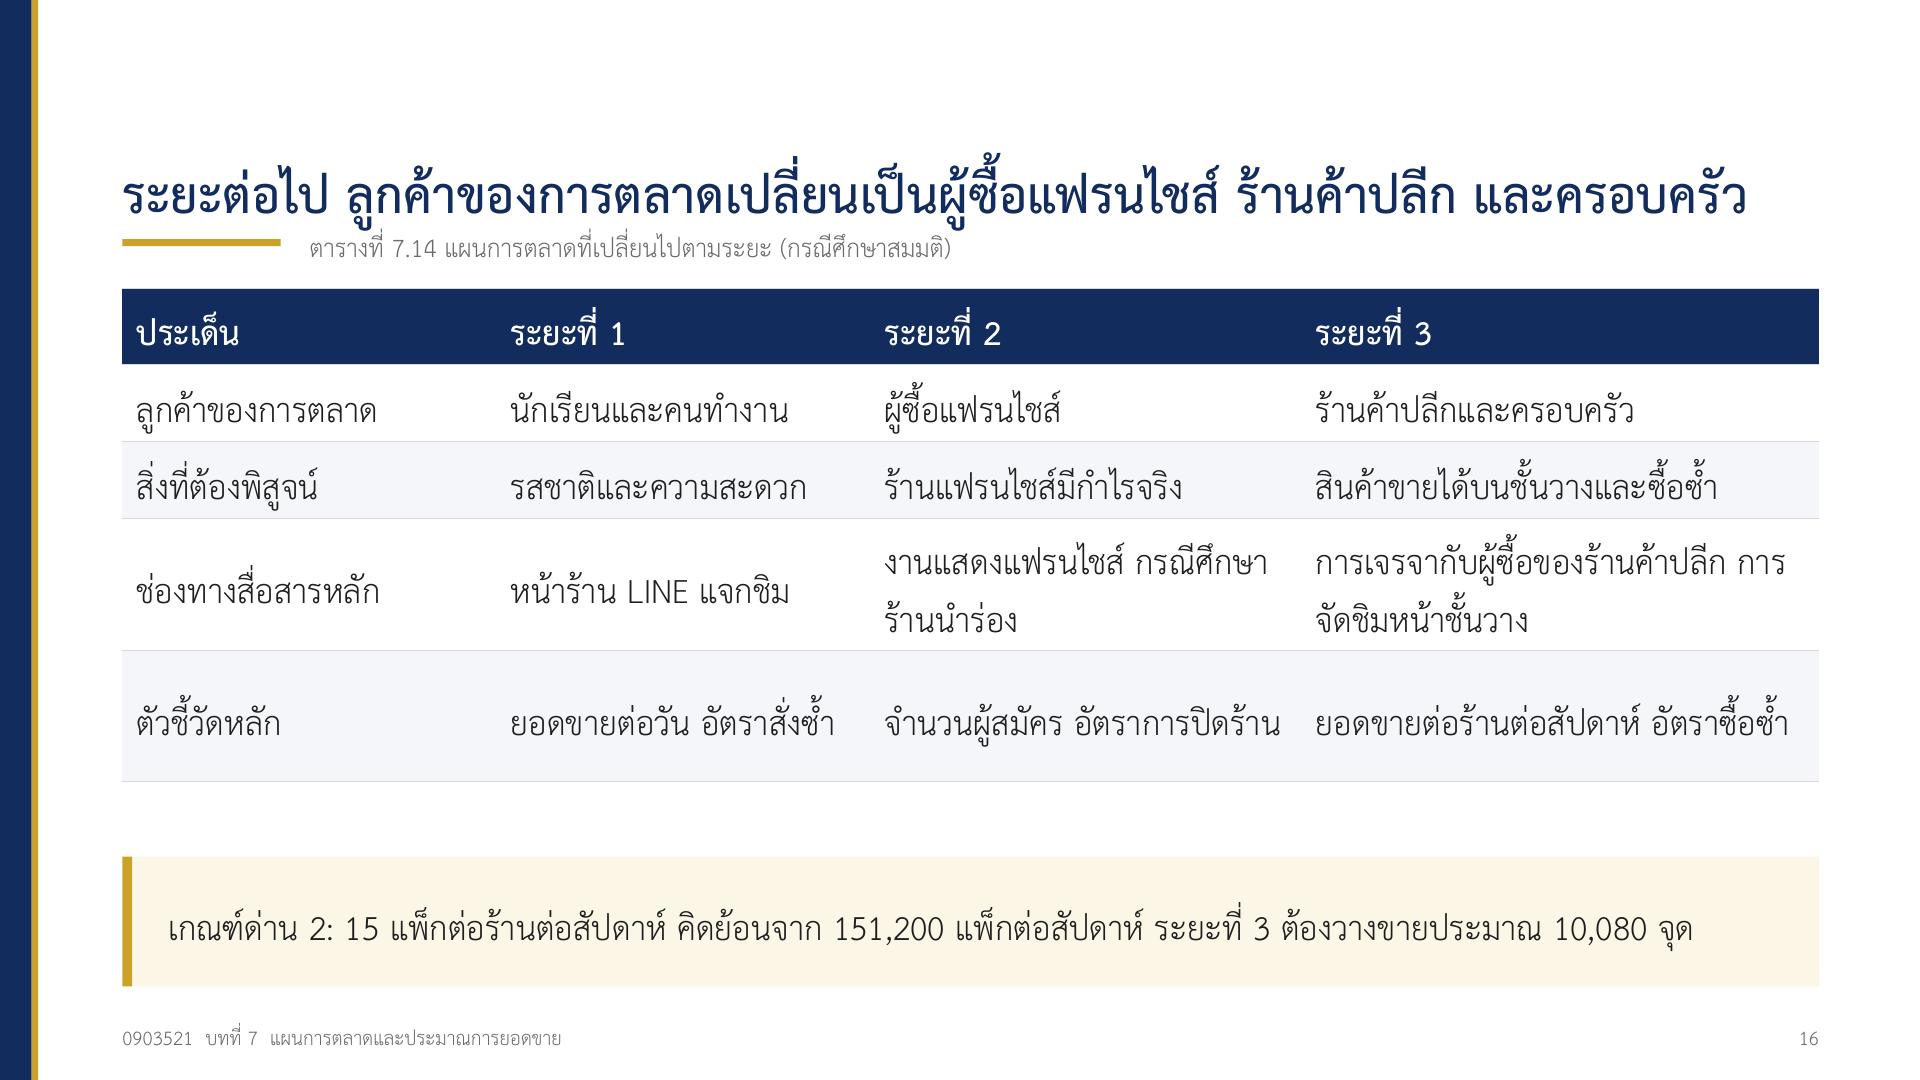 ระยะต่อไป ลูกค้าของการตลาดเปลี่ยนเป็นผู้ซื้อแฟรนไชส์ ร้านค้าปลีก และครอบครัว
ตารางที่ 7.14 แผนการตลาดที่เปลี่ยนไปตามระยะ (กรณีศึกษาสมมติ)
ประเด็น ระยะที่ 1 ระยะที่ 2 ระยะที่ 3
ลูกค้าของการตลาด นักเรียนและคนทำงาน ผู้ซื้อแฟรนไชส์ ร้านค้าปลีกและครอบครัว
สิ่งที่ต้องพิสูจน์ รสชาติและความสะดวก ร้านแฟรนไชส์มีกำไรจริง สินค้าขายได้บนชั้นวางและซื้อซ้ำ
ช่องทางสื่อสารหลัก หน้าร้าน LINE แจกชิม งานแสดงแฟรนไชส์ กรณีศึกษา การเจรจากับผู้ซื้อของร้านค้าปลีก การ
ร้านนำร่อง จัดชิมหน้าชั้นวาง
ตัวชี้วัดหลัก ยอดขายต่อวัน อัตราสั่งซ้ำ จำนวนผู้สมัคร อัตราการปิดร้าน ยอดขายต่อร้านต่อสัปดาห์ อัตราซื้อซ้ำ
เกณฑ์ด่าน 2: 15 แพ็กต่อร้านต่อสัปดาห์ คิดย้อนจาก 151,200 แพ็กต่อสัปดาห์ ระยะที่ 3 ต้องวางขายประมาณ 10,080 จุด
0903521 บทที่ 7 แผนการตลาดและประมาณการยอดขาย 16